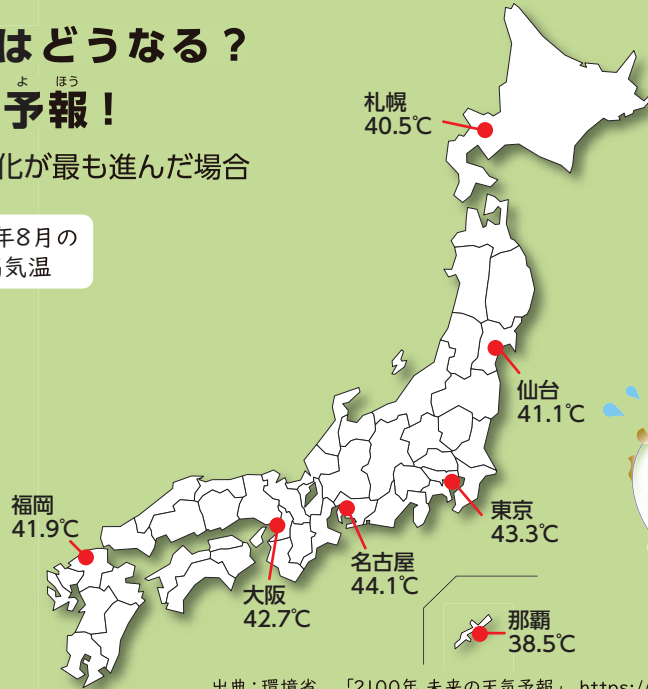 はどうなる？
よ ほう
予報！
化が最も進んだ場合
年8月の
気温
札幌
40.5℃
仙台
41.1℃
福岡
41.9℃
東京
43.3℃
名古屋
44.1℃
大阪
42.7℃
那覇
38.5℃
出典：環境省 「2100年 未来の天気予報」 https:/